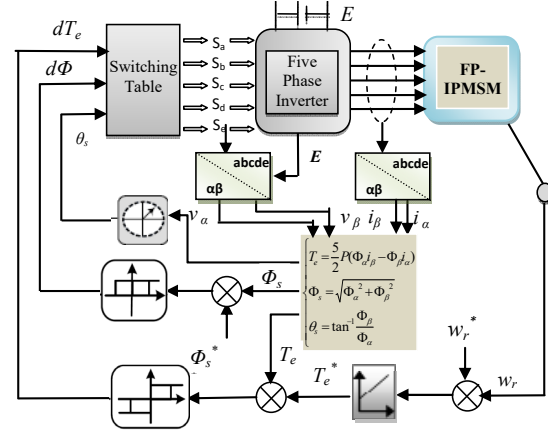 dT_e
dΦ
θ_s
Switching
Table
S_a
S_b
S_c
S_d
S_e
E
Five
Phase
Inverter
FP-
IPMSM
abcde
αβ
E
abcde
αβ
v_α
v_β
i_β
i_α
T_e = 5/2 P(Φ_α i_β − Φ_β i_α)
Φ_s = √(Φ_α² + Φ_β²)
θ_s = tan⁻¹ Φ_β/Φ_α
Φ_s
Φ_s*
T_e
T_e*
w_r*
w_r